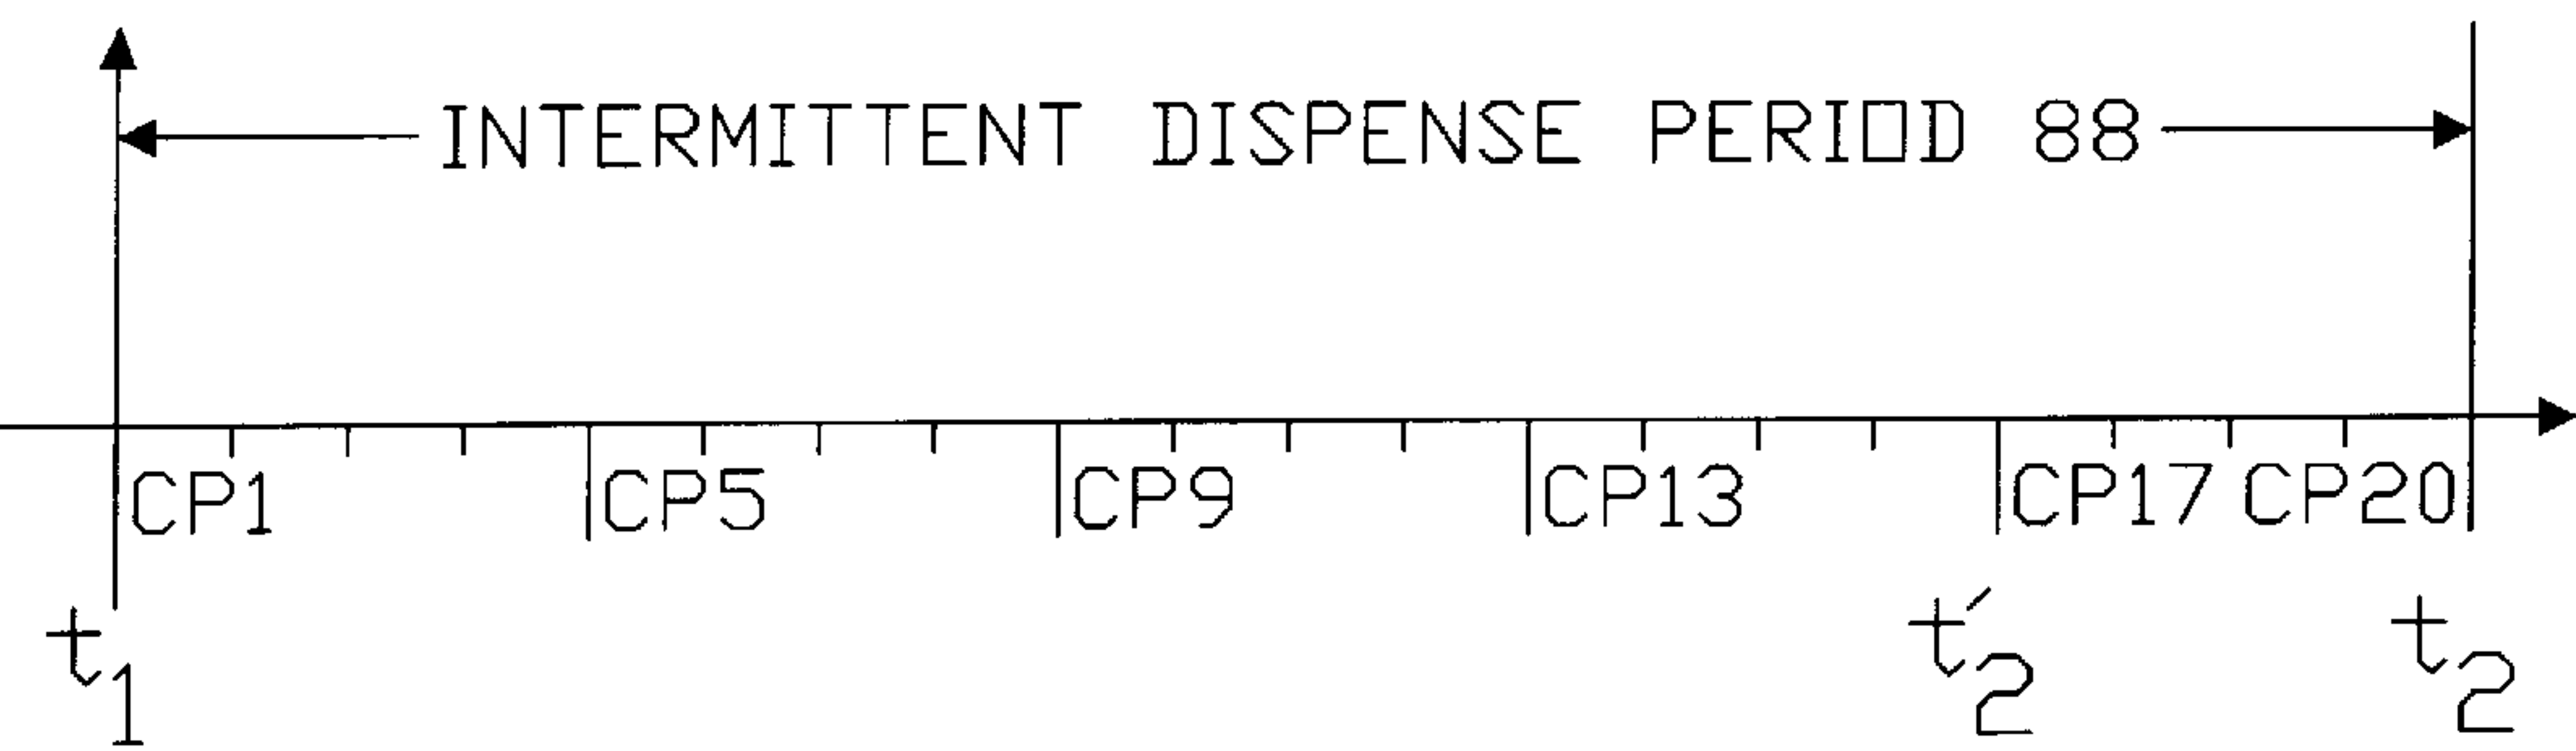 INTERMITTENT DISPENSE PERIOD 88
CP1 CP5 CP9 CP13 CP17 CP20
t1 t′2 t2